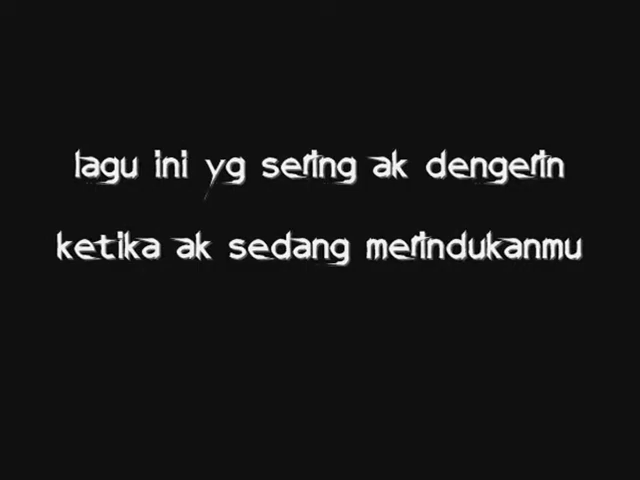 lagu ini yg sering ak dengerin
ketika ak sedang merindukanmu